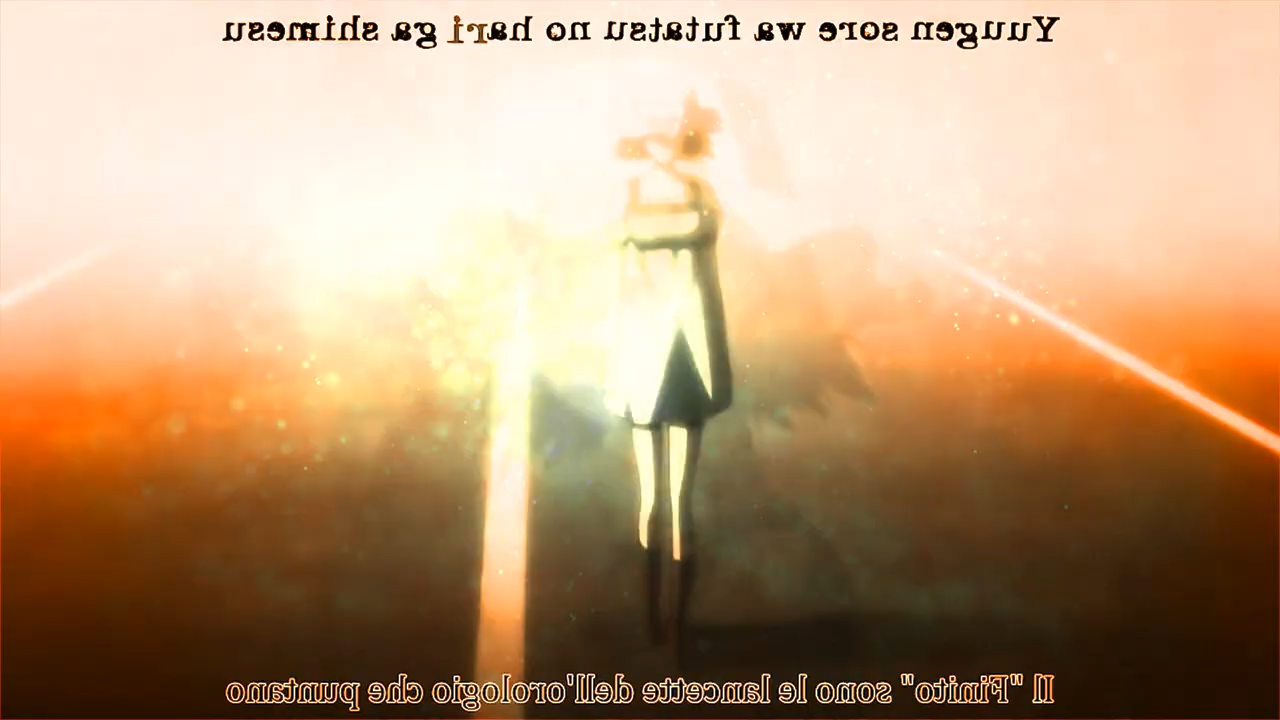 Yuugen sore wa futatsu no hari ga shimesu
Il "Finito" sono le lancette dell'orologio che puntano